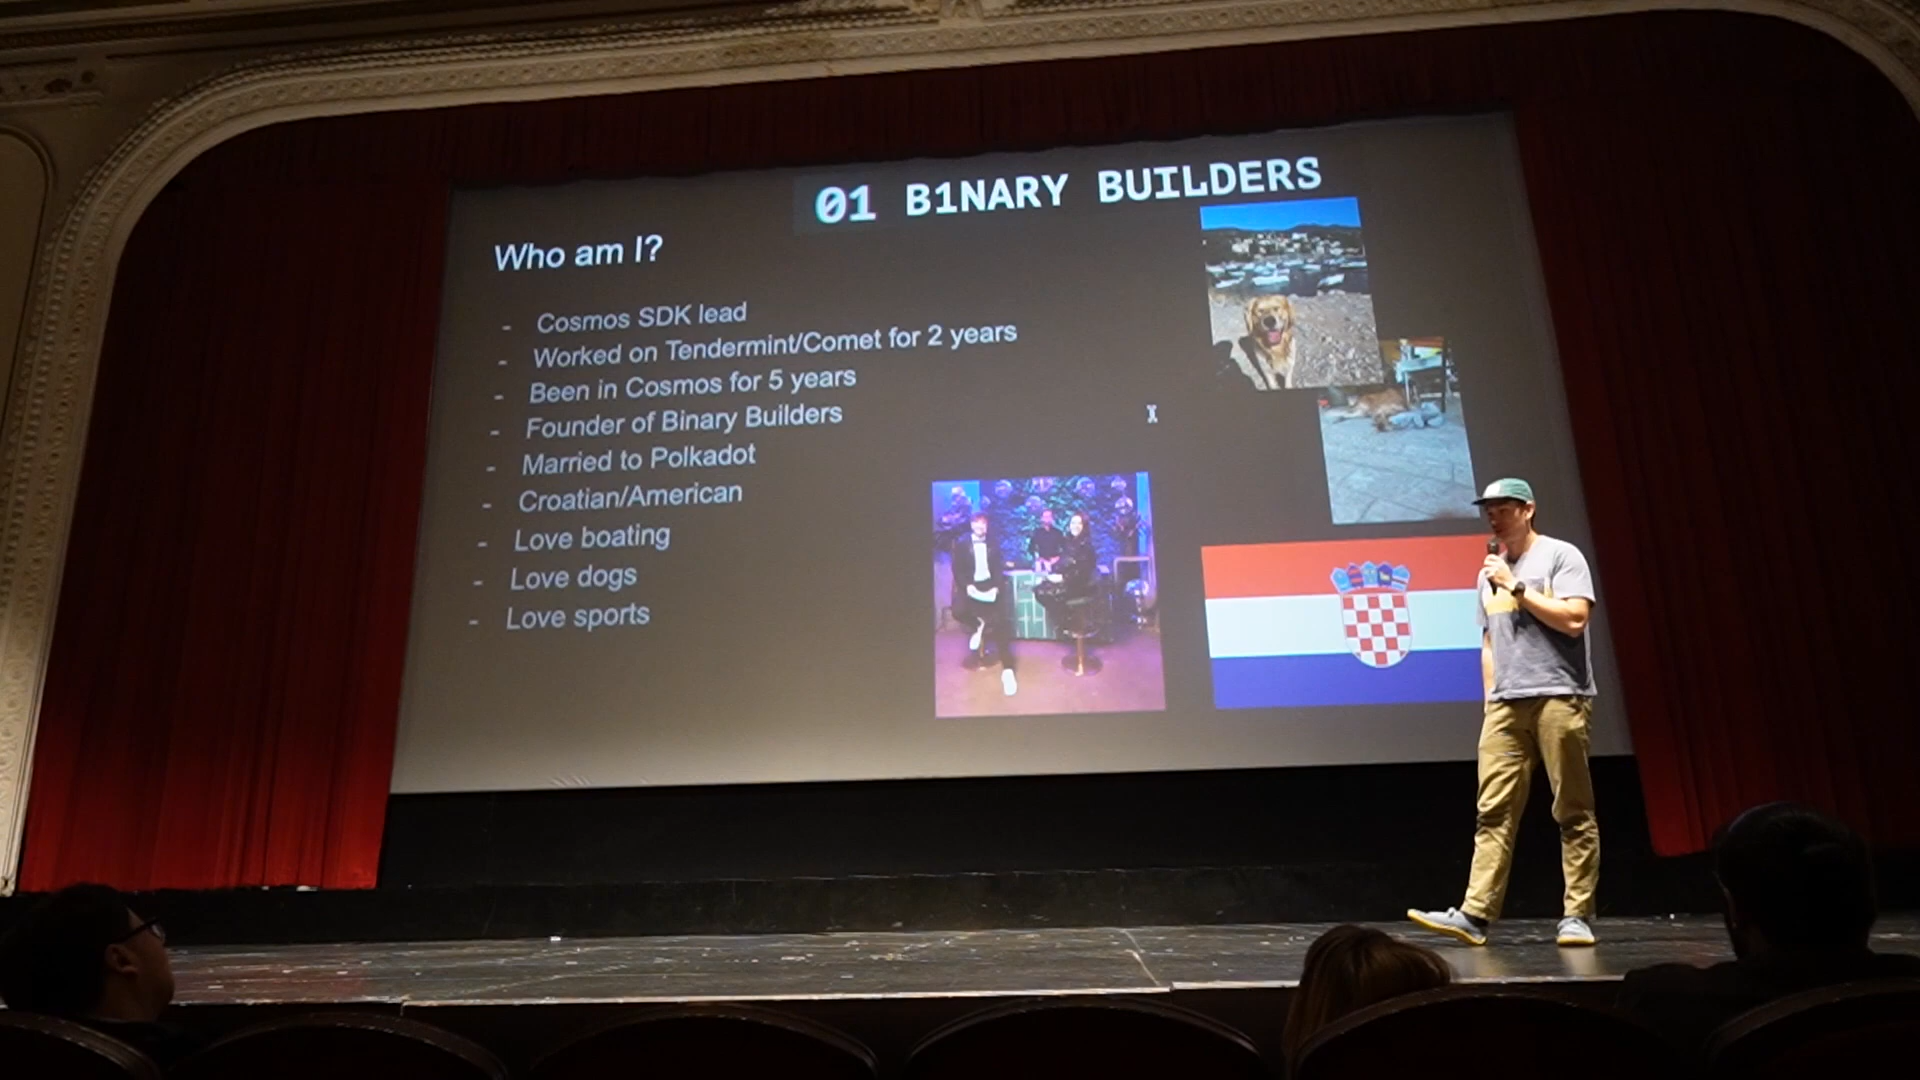 01 B1NARY BUILDERS
Who am I?
- Cosmos SDK lead
- Worked on Tendermint/Comet for 2 years
- Been in Cosmos for 5 years
- Founder of Binary Builders
- Married to Polkadot
- Croatian/American
- Love boating
- Love dogs
- Love sports